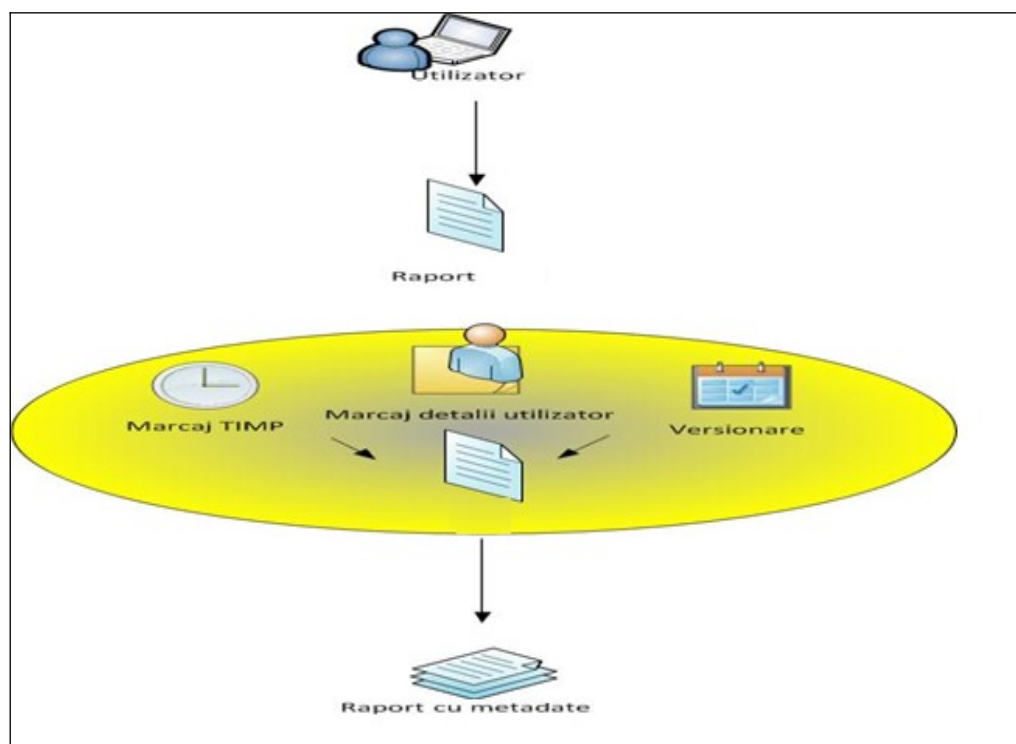 Utilizator
Raport
Marcaj TIMP
Marcaj detalii utilizator
Versionare
Raport cu metadate